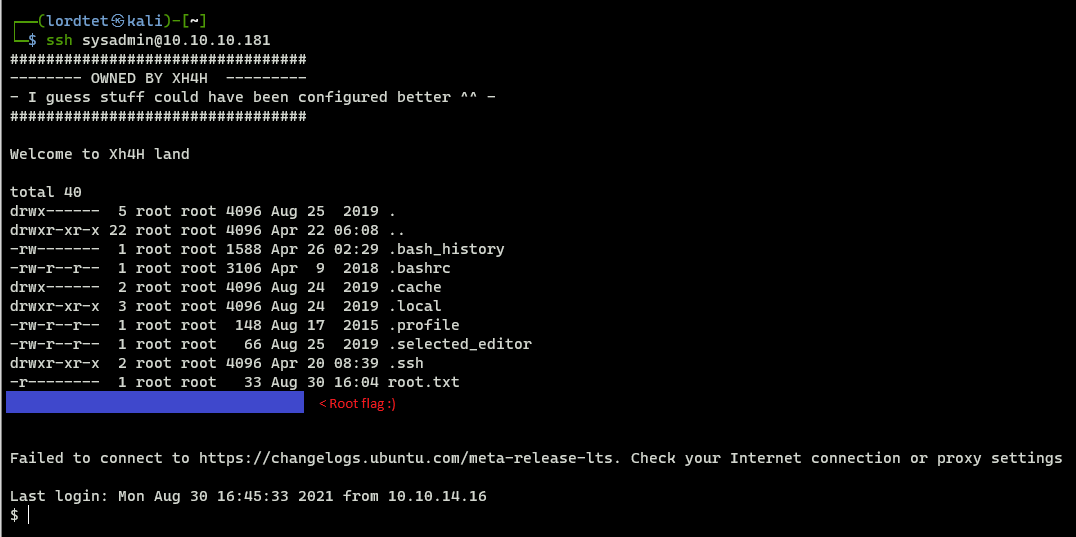 ┌──(lordtet㉿kali)-[~]
└─$ ssh sysadmin@10.10.10.181
#################################
-------- OWNED BY XH4H  ---------
- I guess stuff could have been configured better ^^ -
#################################
Welcome to Xh4H land
total 40
drwx------  5 root root 4096 Aug 25  2019 .
drwxr-xr-x 22 root root 4096 Apr 22 06:08 ..
-rw-------  1 root root 1588 Apr 26 02:29 .bash_history
-rw-r--r--  1 root root 3106 Apr  9  2018 .bashrc
drwx------  2 root root 4096 Aug 24  2019 .cache
drwxr-xr-x  3 root root 4096 Aug 24  2019 .local
-rw-r--r--  1 root root  148 Aug 17  2015 .profile
-rw-r--r--  1 root root   66 Aug 25  2019 .selected_editor
drwxr-xr-x  2 root root 4096 Apr 20 08:39 .ssh
-r--------  1 root root   33 Aug 30 16:04 root.txt
< Root flag :)
Failed to connect to https://changelogs.ubuntu.com/meta-release-lts. Check your Internet connection or proxy settings
Last login: Mon Aug 30 16:45:33 2021 from 10.10.14.16
$